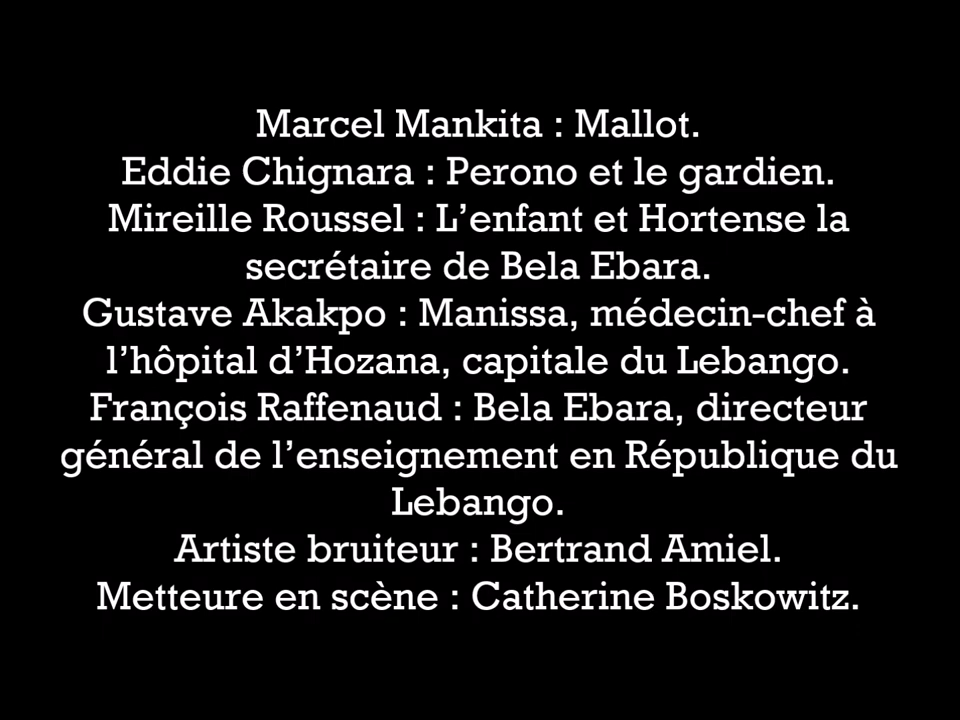 Marcel Mankita : Mallot.
Eddie Chignara : Perono et le gardien.
Mireille Roussel : L’enfant et Hortense la
secrétaire de Bela Ebara.
Gustave Akakpo : Manissa, médecin-chef à
l’hôpital d’Hozana, capitale du Lebango.
François Raffenaud : Bela Ebara, directeur
général de l’enseignement en République du
Lebango.
Artiste bruiteur : Bertrand Amiel.
Metteure en scène : Catherine Boskowitz.